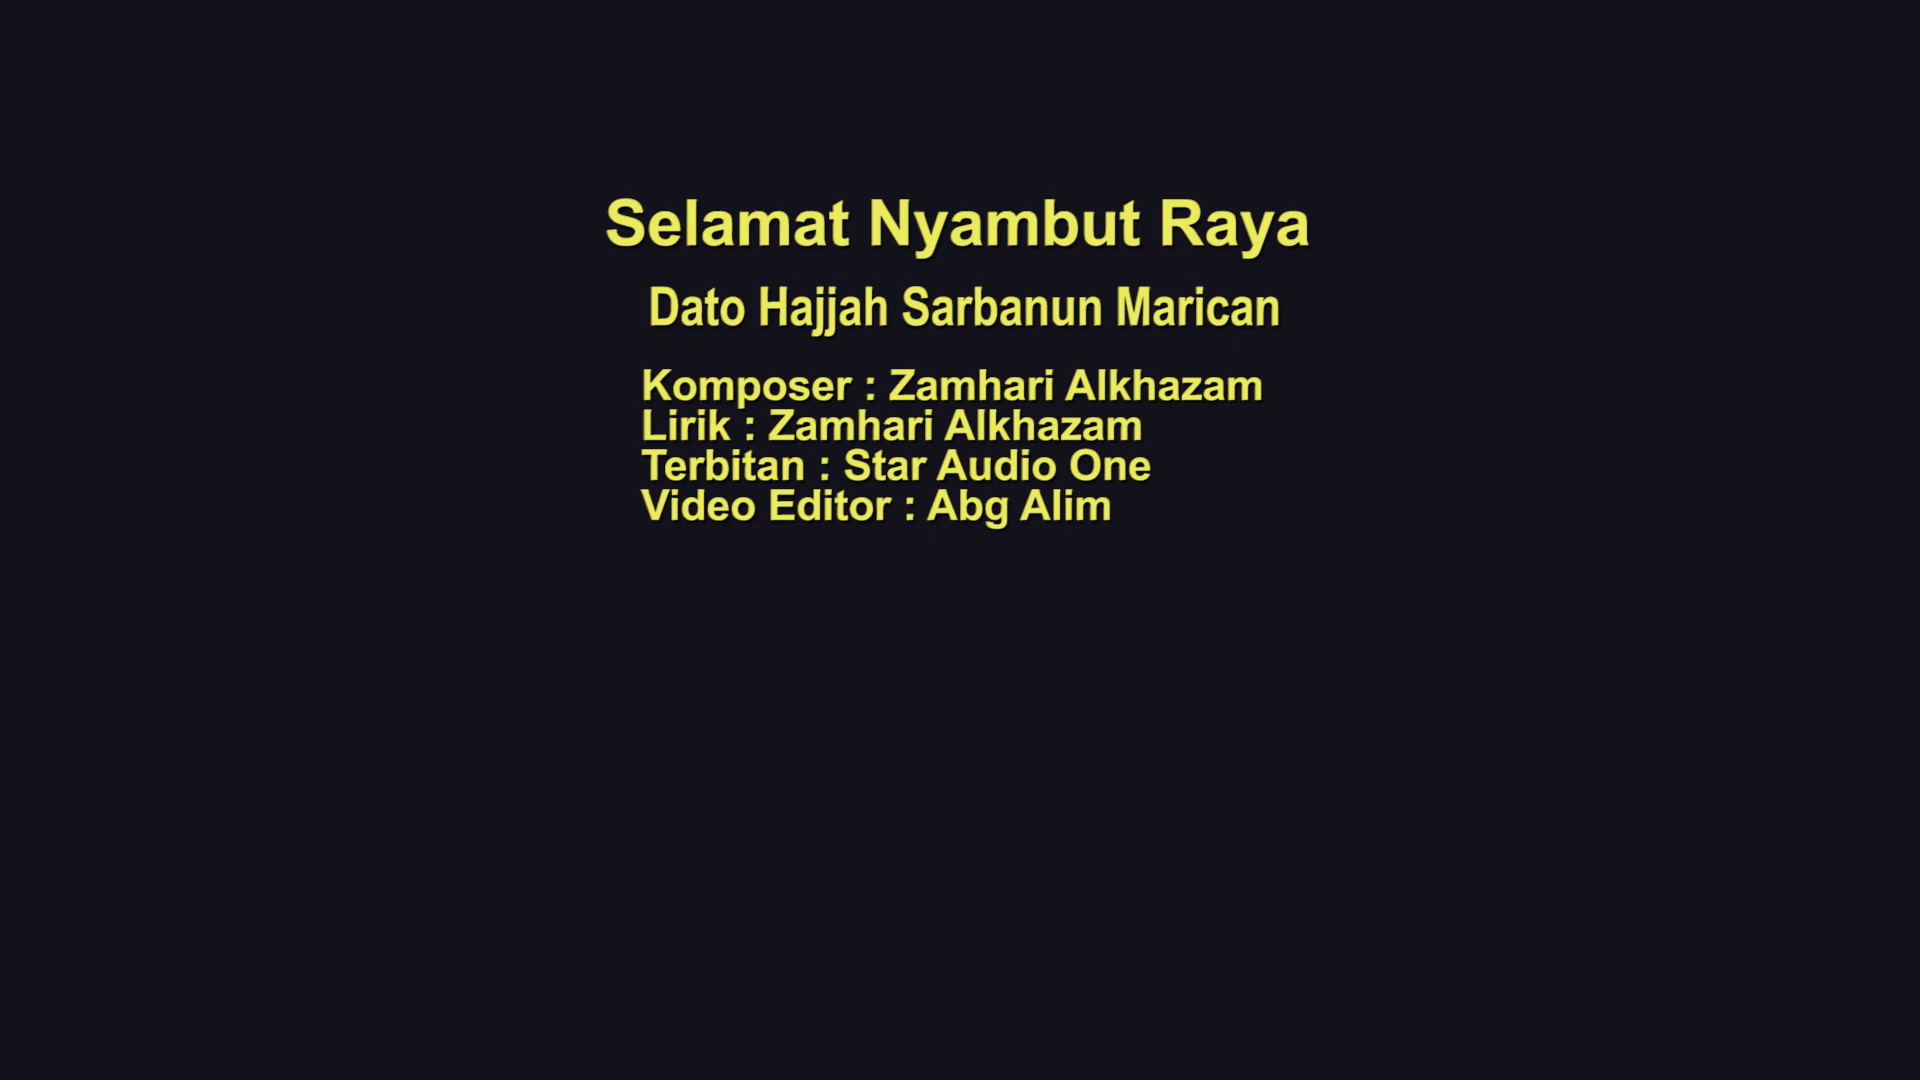 Selamat Nyambut Raya
Dato Hajjah Sarbanun Marican
Komposer : Zamhari Alkhazam
Lirik : Zamhari Alkhazam
Terbitan : Star Audio One
Video Editor : Abg Alim